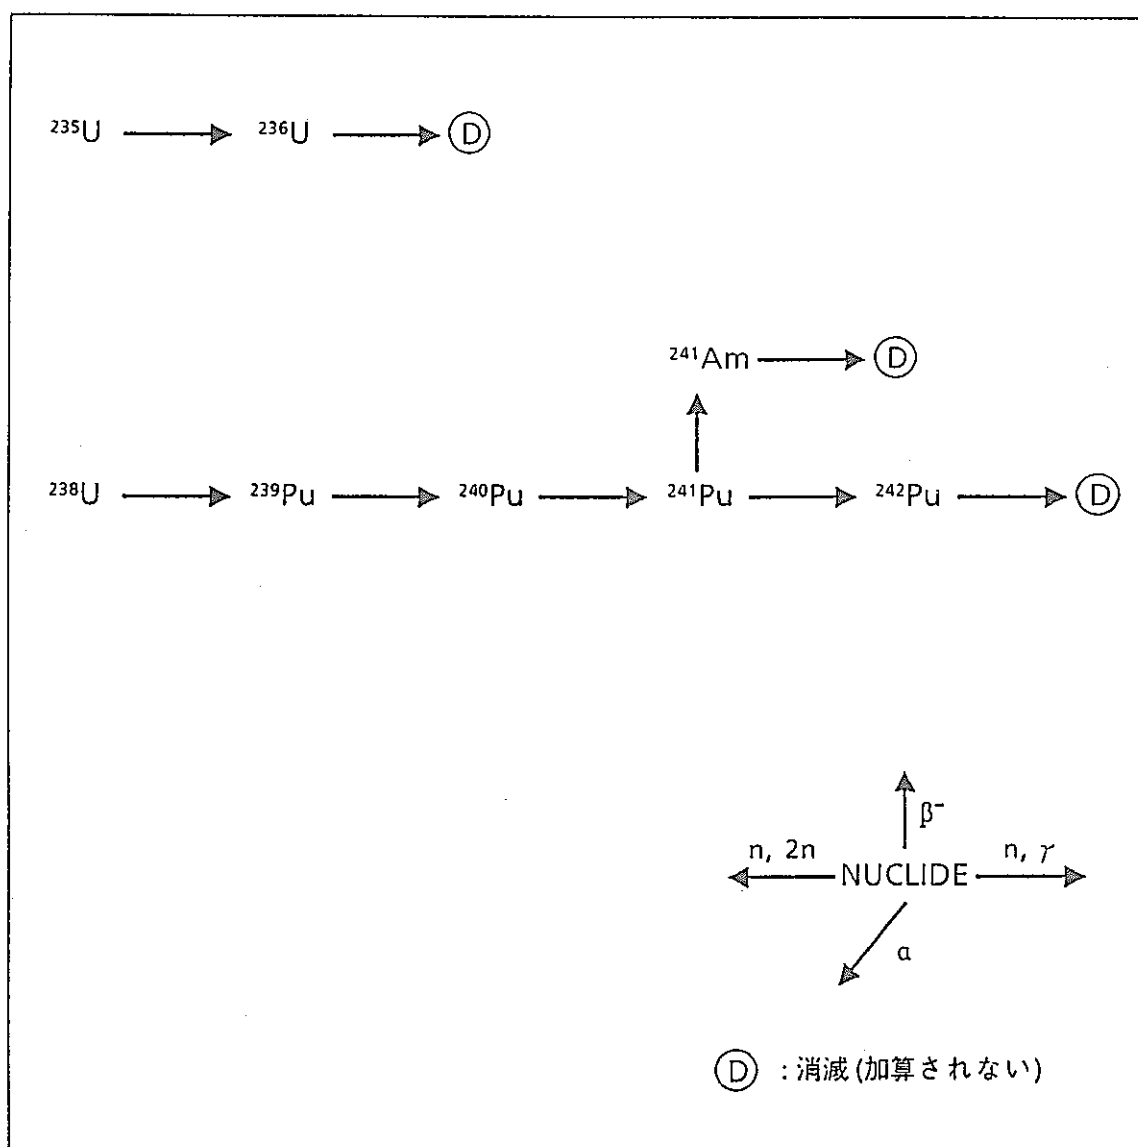 ²³⁵U ²³⁶U D
²⁴¹Am D
²³⁸U ²³⁹Pu ²⁴⁰Pu ²⁴¹Pu ²⁴²Pu D
β⁻
n, 2n NUCLIDE n, γ
α
D : 消滅(加算されない)